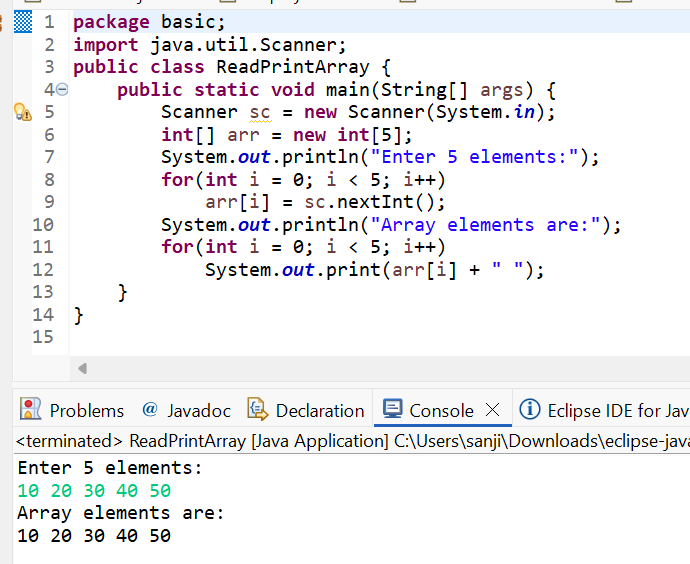 1 package basic;
2 import java.util.Scanner;
3 public class ReadPrintArray {
4     public static void main(String[] args) {
5         Scanner sc = new Scanner(System.in);
6         int[] arr = new int[5];
7         System.out.println("Enter 5 elements:");
8         for(int i = 0; i < 5; i++)
9             arr[i] = sc.nextInt();
10         System.out.println("Array elements are:");
11         for(int i = 0; i < 5; i++)
12             System.out.print(arr[i] + " ");
13     }
14 }
15
Problems @ Javadoc Declaration Console Eclipse IDE for Jav
<terminated> ReadPrintArray [Java Application] C:\Users\sanji\Downloads\eclipse-java
Enter 5 elements:
10 20 30 40 50
Array elements are:
10 20 30 40 50